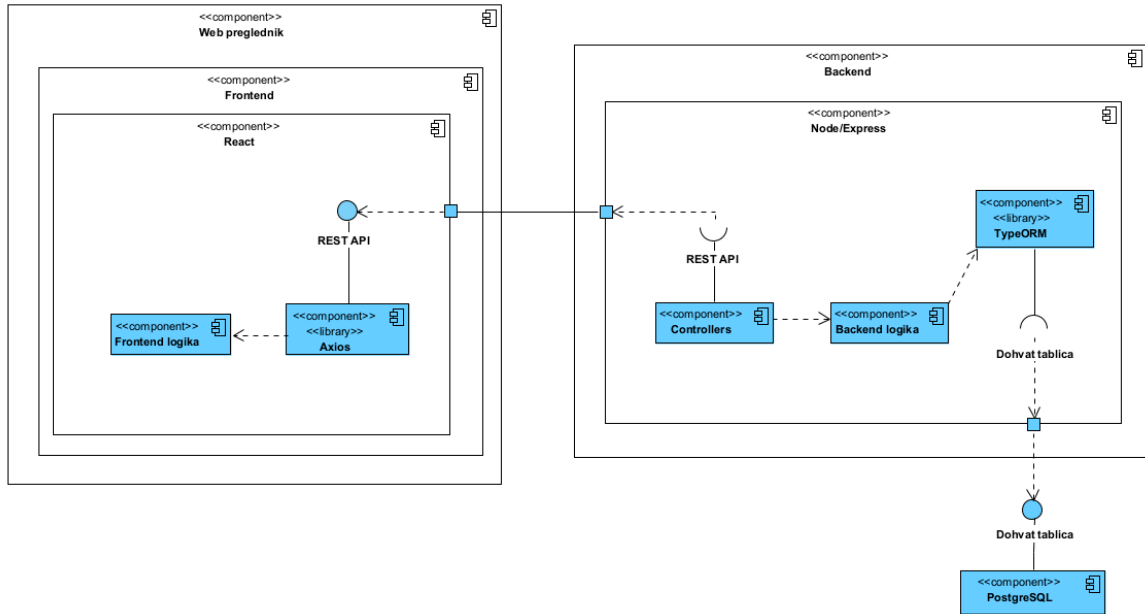 <<component>>
Web preglednik
<<component>>
Frontend
<<component>>
React
REST API
<<component>>
Frontend logika
<<component>>
<<library>>
Axios
<<component>>
Backend
<<component>>
Node/Express
REST API
<<component>>
Controllers
<<component>>
Backend logika
<<component>>
<<library>>
TypeORM
Dohvat tablica
Dohvat tablica
<<component>>
PostgreSQL